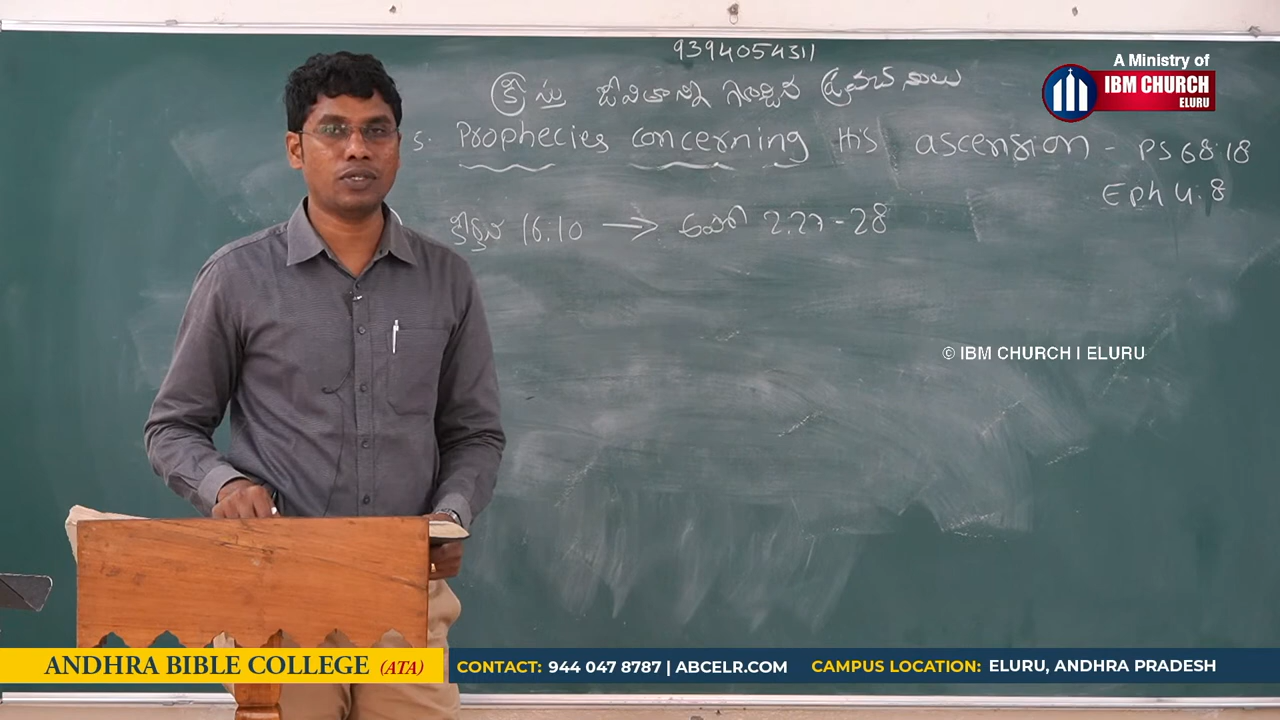 9394054311
క్రీస్తు జీవితాన్ని గూర్చిన ప్రవచనాలు
5. Prophecies concerning His ascension - PS 68:18
Eph 4:8
కీర్తన 16:10 → అపో 2:27-28
A Ministry of
IBM CHURCH
ELURU
© IBM CHURCH | ELURU
ANDHRA BIBLE COLLEGE (ATA)
CONTACT: 944 047 8787 | ABCELR.COM CAMPUS LOCATION: ELURU, ANDHRA PRADESH